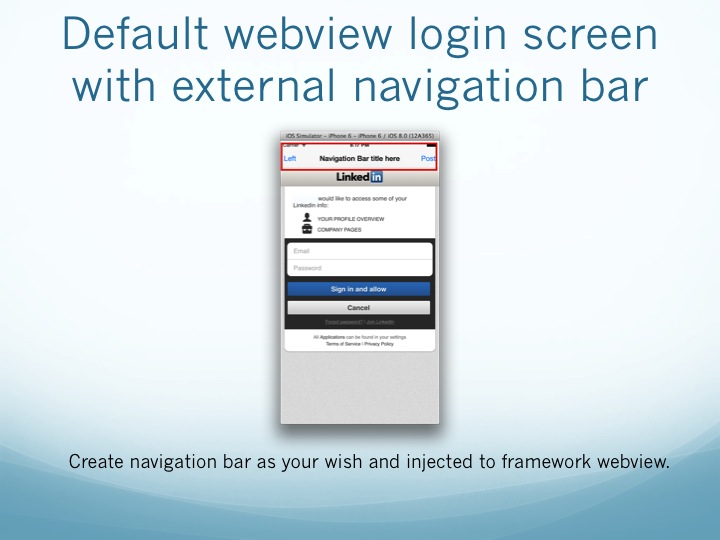 Default webview login screen
with external navigation bar
iOS Simulator – iPhone 6 – iPhone 6 / iOS 8.0 (12A365)
Carrier 5:17 PM
Left Navigation Bar title here Post
Linked in
would like to access some of your
LinkedIn info:
YOUR PROFILE OVERVIEW
COMPANY PAGES
Email
Password
Sign in and allow
Cancel
Forgot password? | Join LinkedIn
All Applications can be found in your settings
Terms of Service | Privacy Policy
Create navigation bar as your wish and injected to framework webview.